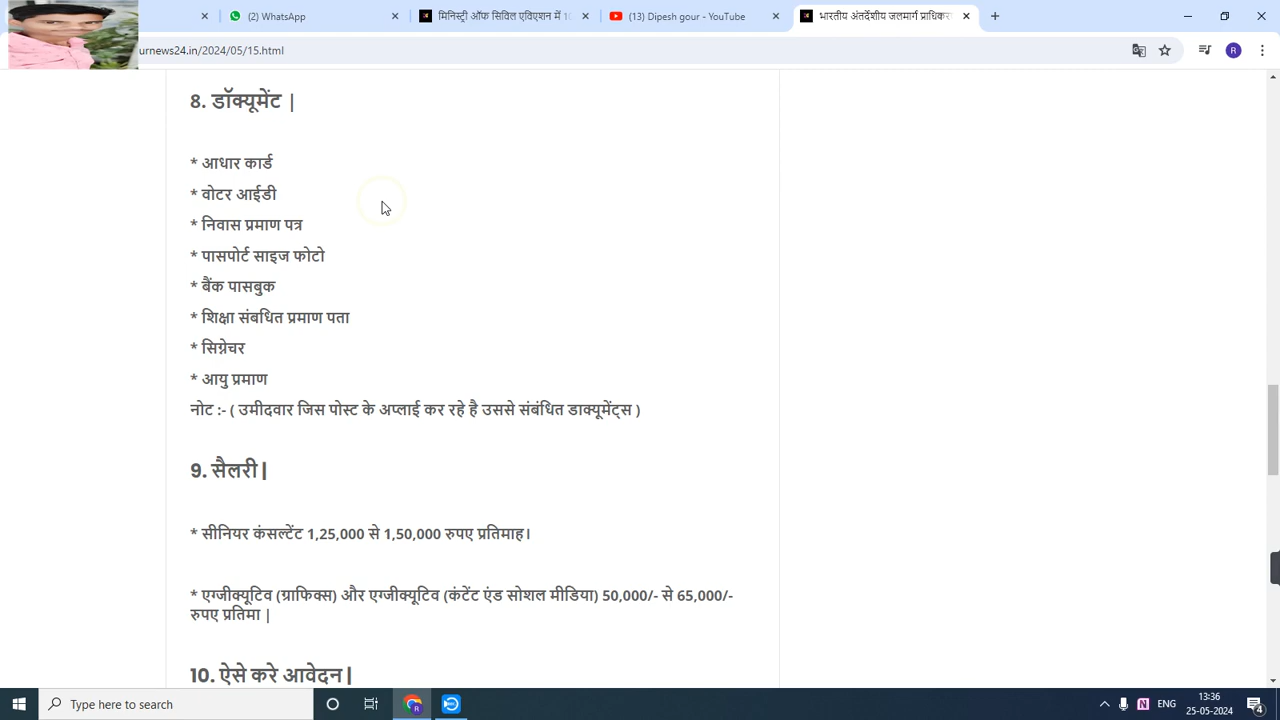 (2) WhatsApp
मिनिस्ट्री ऑफ सिविल एविएशन में
(13) Dipesh gour - YouTube
भारतीय अंतर्देशीय जलमार्ग प्राधिकर
urnews24.in/2024/05/15.html
R
8. डॉक्यूमेंट |
* आधार कार्ड
* वोटर आईडी
* निवास प्रमाण पत्र
* पासपोर्ट साइज फोटो
* बैंक पासबुक
* शिक्षा संबधित प्रमाण पता
* सिग्नेचर
* आयु प्रमाण
नोट :- ( उमीदवार जिस पोस्ट के अप्लाई कर रहे है उससे संबंधित डाक्यूमेंट्स )
9. सैलरी|
* सीनियर कंसल्टेंट 1,25,000 से 1,50,000 रुपए प्रतिमाह।
* एग्जीक्यूटिव (ग्राफिक्स) और एग्जीक्यूटिव (कंटेंट एंड सोशल मीडिया) 50,000/- से 65,000/-
रुपए प्रतिमा |
10. ऐसे करे आवेदन|
Type here to search
ENG
13:36
25-05-2024
4